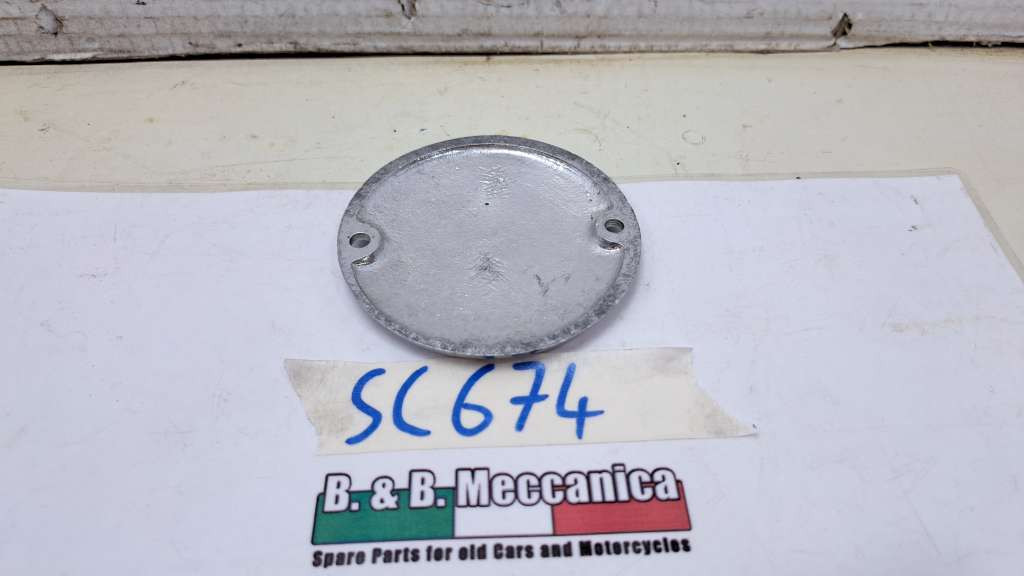 SC674
B. & B. Meccanica
Spare Parts for old Cars and Motorcycles